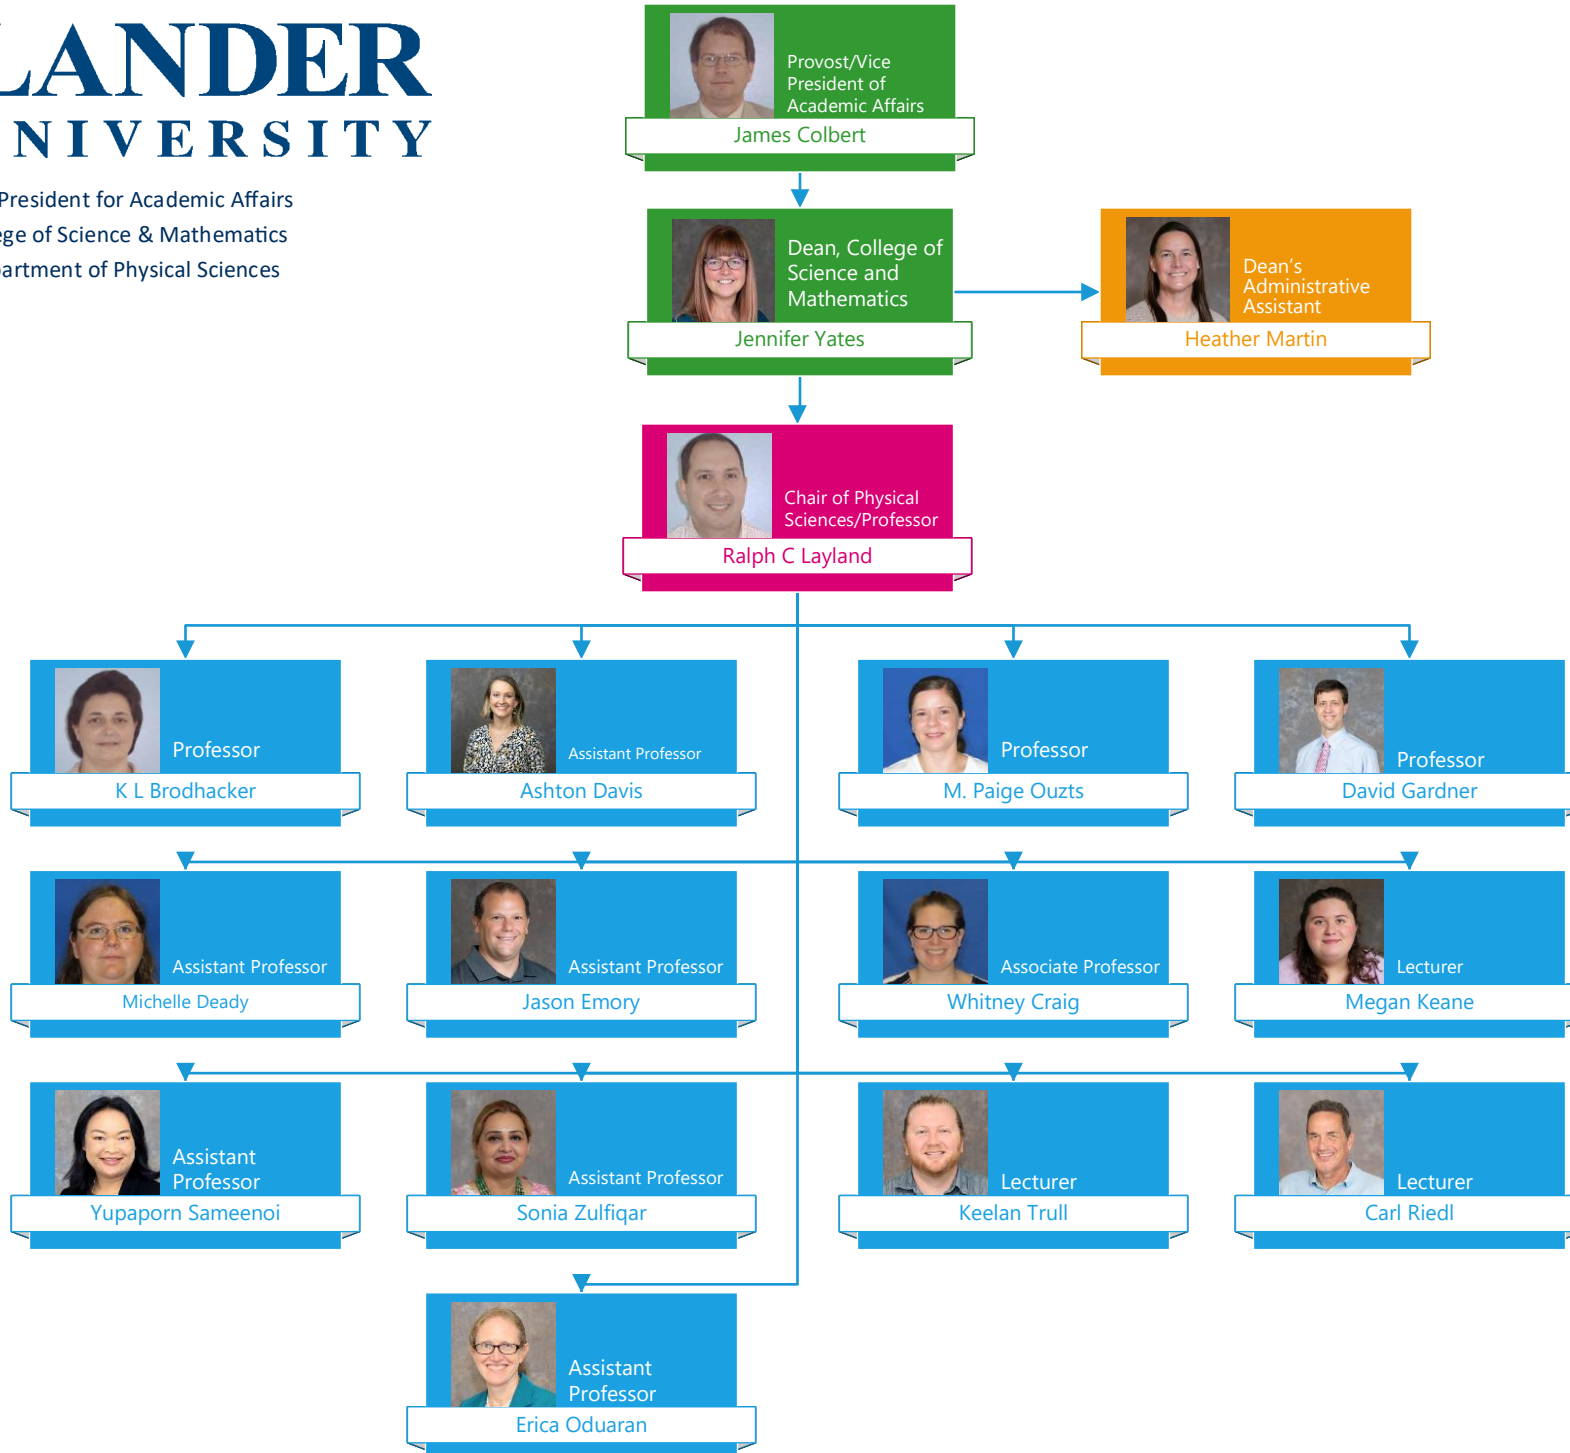 LANDER
NIVERSITY
President for Academic Affairs
ege of Science & Mathematics
partment of Physical Sciences
Provost/Vice
President of
Academic Affairs
James Colbert
Dean, College of
Science and
Mathematics
Jennifer Yates
Dean's
Administrative
Assistant
Heather Martin
Chair of Physical
Sciences/Professor
Ralph C Layland
Professor
K L Brodhacker
Assistant Professor
Ashton Davis
Professor
M. Paige Ouzts
Professor
David Gardner
Assistant Professor
Michelle Deady
Assistant Professor
Jason Emory
Associate Professor
Whitney Craig
Lecturer
Megan Keane
Assistant
Professor
Yupaporn Sameenoi
Assistant Professor
Sonia Zulfiqar
Lecturer
Keelan Trull
Lecturer
Carl Riedl
Assistant
Professor
Erica Oduaran